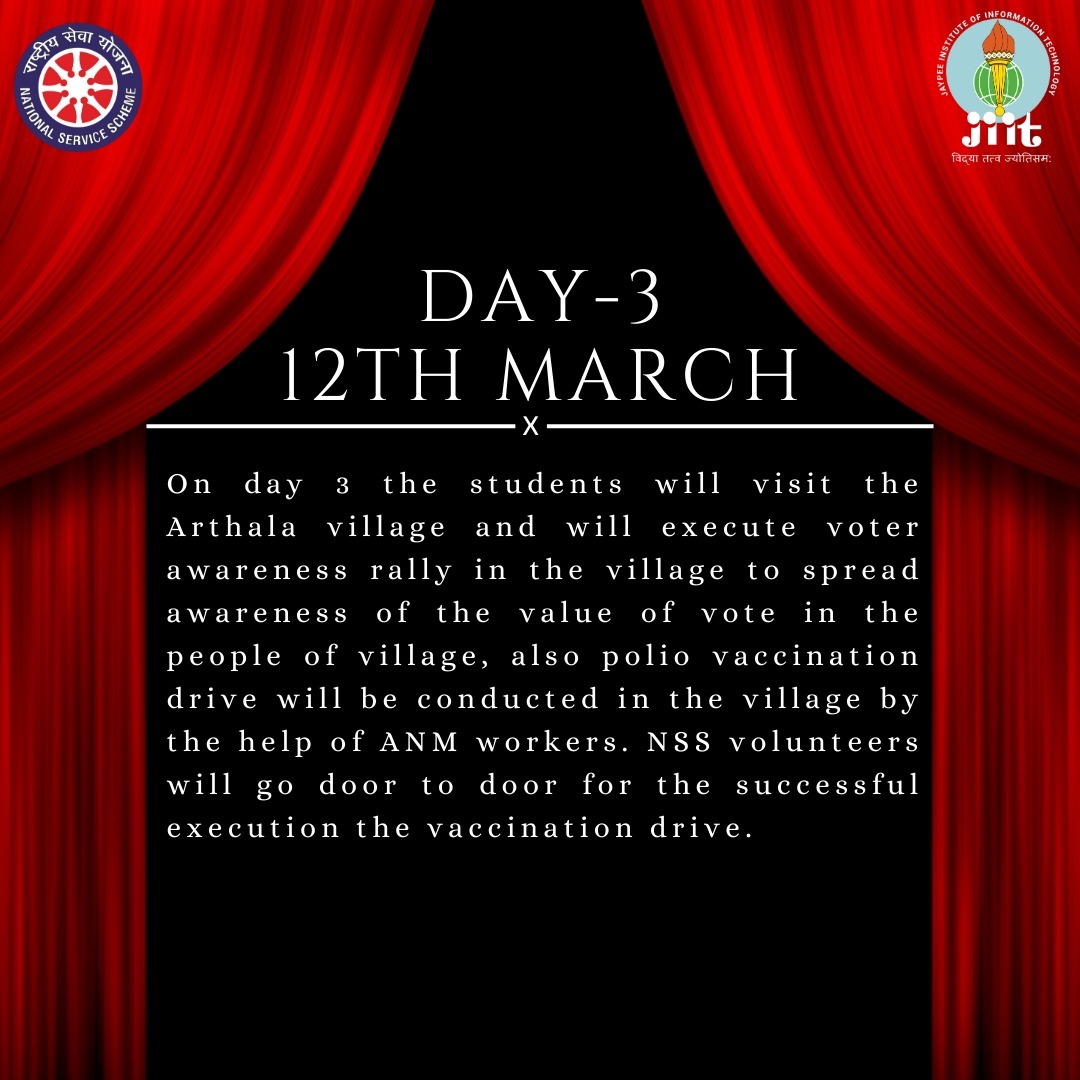 राष्ट्रीय सेवा योजना
NATIONAL SERVICE SCHEME
JAYPEE INSTITUTE OF INFORMATION TECHNOLOGY
jiit
विद्या तत्व ज्योतिसम:
DAY-3
12TH MARCH
X
On day 3 the students will visit the
Arthala village and will execute voter
awareness rally in the village to spread
awareness of the value of vote in the
people of village, also polio vaccination
drive will be conducted in the village by
the help of ANM workers. NSS volunteers
will go door to door for the successful
execution the vaccination drive.